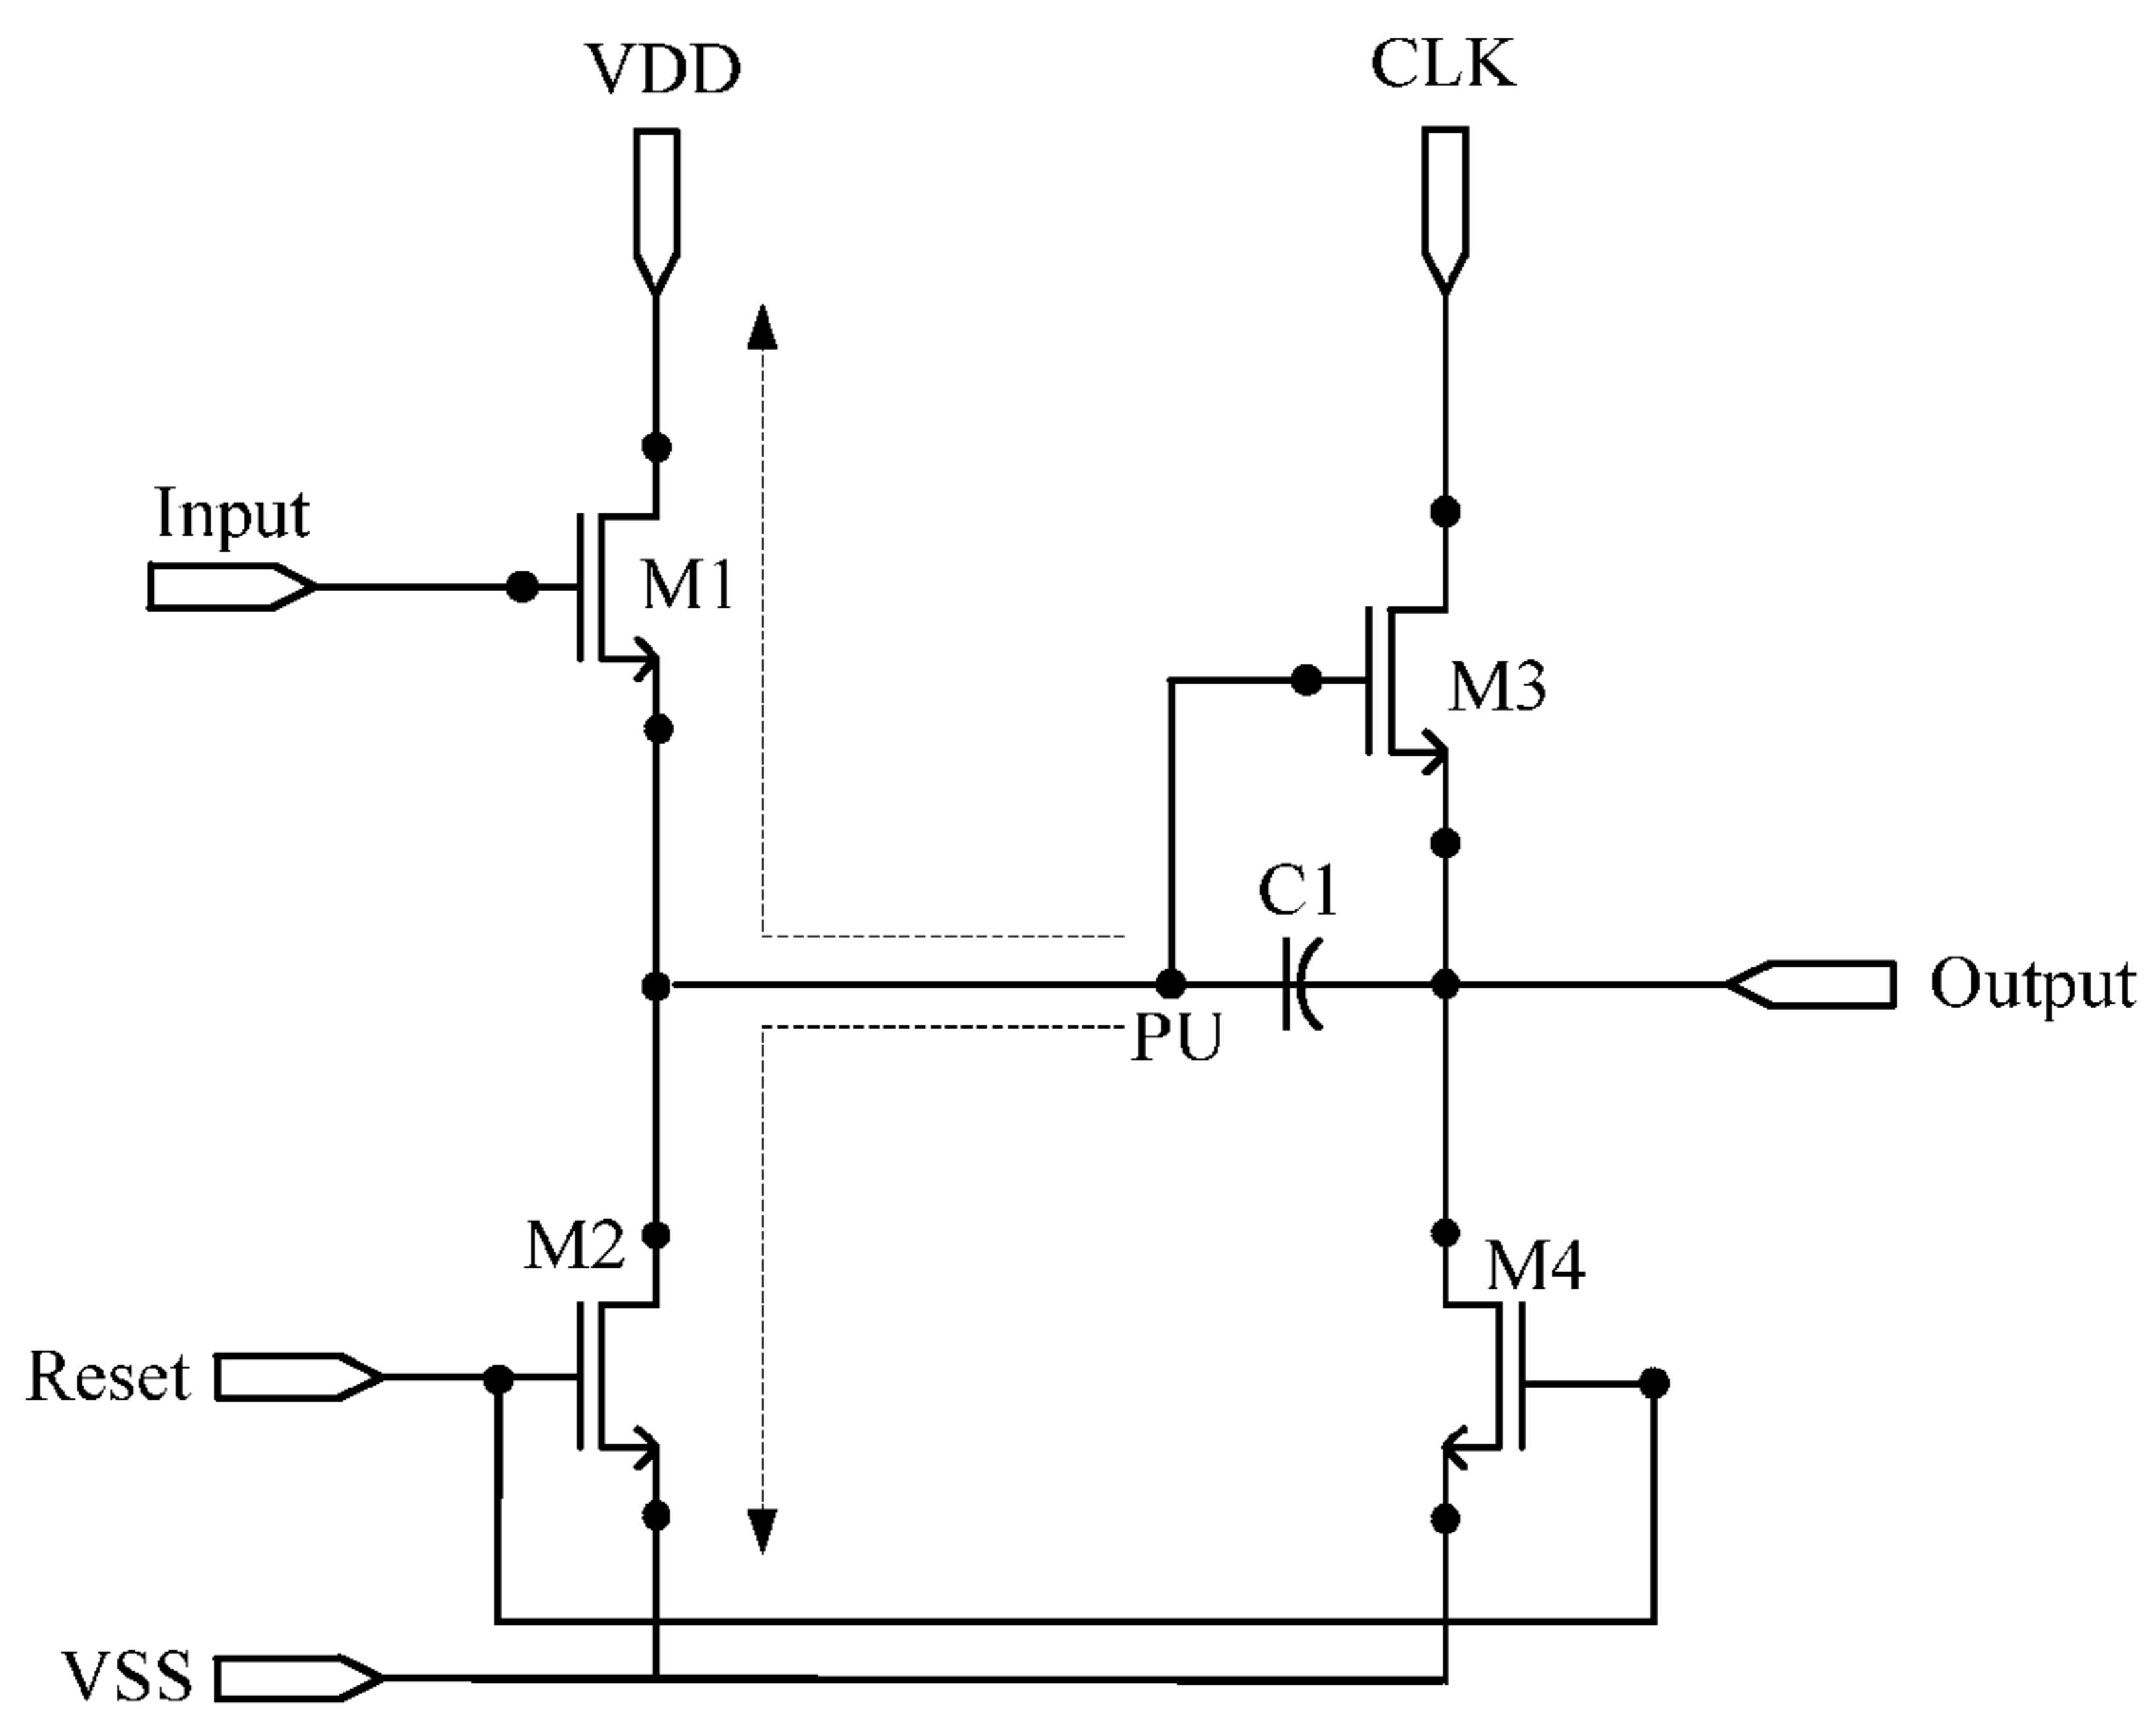 VDD
CLK
Input
M1
M3
C1
Output
PU
M2
M4
Reset
VSS